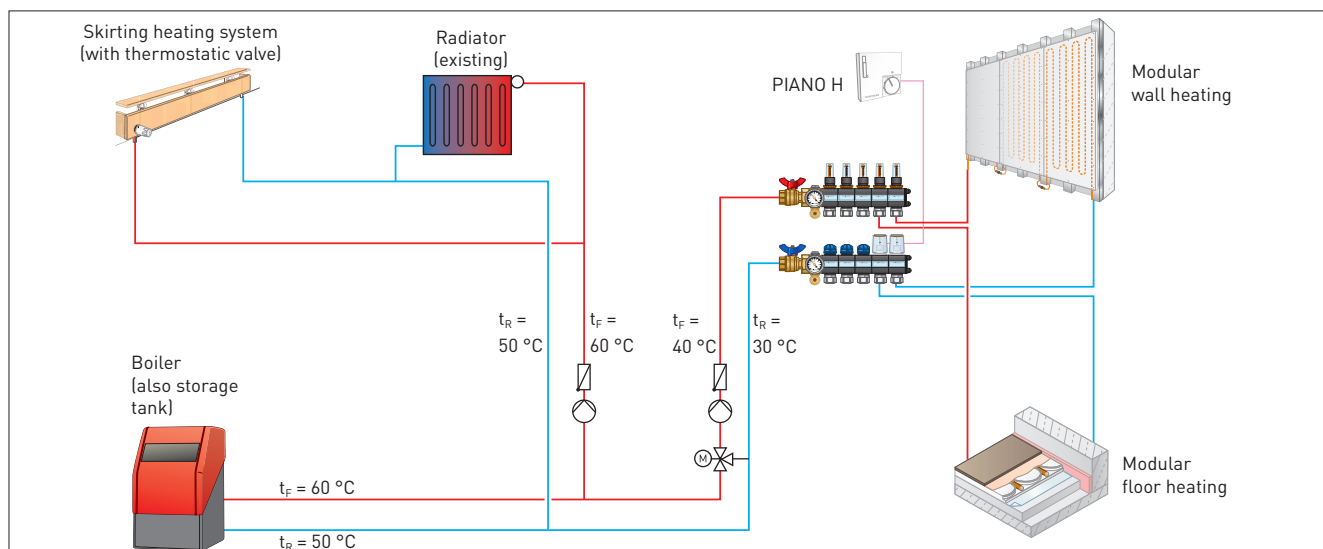 Skirting heating system
(with thermostatic valve)
Radiator
(existing)
PIANO H
Modular
wall heating
t_R =
50 °C
t_F =
60 °C
t_F =
40 °C
t_R =
30 °C
Boiler
(also storage
tank)
M
t_F = 60 °C
t_R = 50 °C
Modular
floor heating